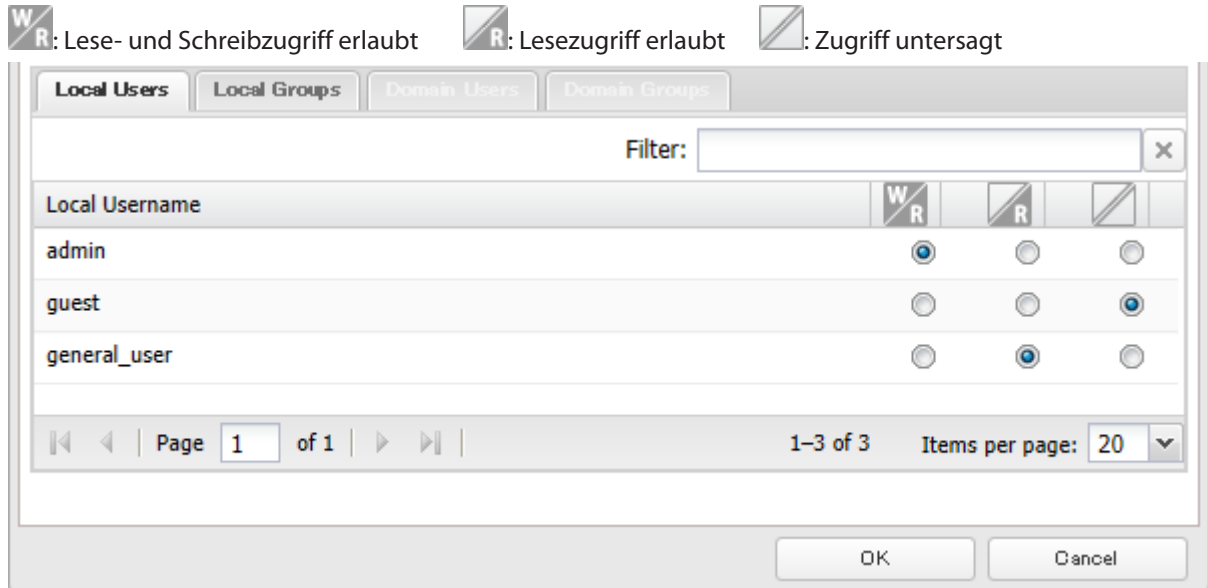 W/R: Lese- und Schreibzugriff erlaubt R: Lesezugriff erlaubt : Zugriff untersagt
Local Users Local Groups Domain Users Domain Groups
Filter:
Local Username W/R R
admin
guest
general_user
Page 1 of 1 1–3 of 3 Items per page: 20
OK Cancel